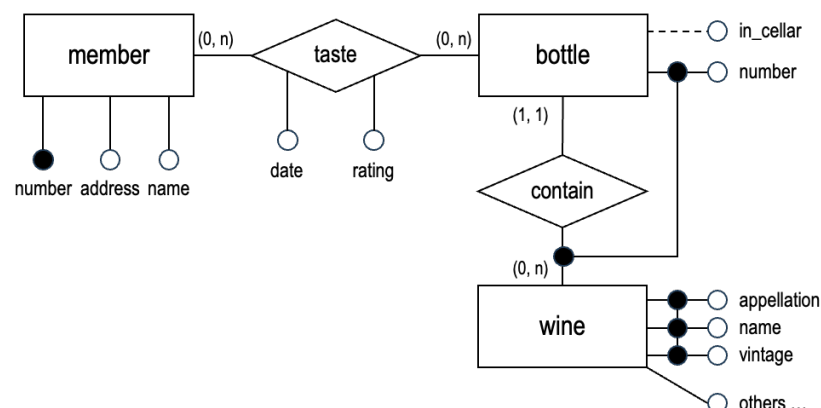 member
(0, n)
taste
(0, n)
bottle
in_cellar
number
number address name
date
rating
(1, 1)
contain
(0, n)
wine
appellation
name
vintage
others ...